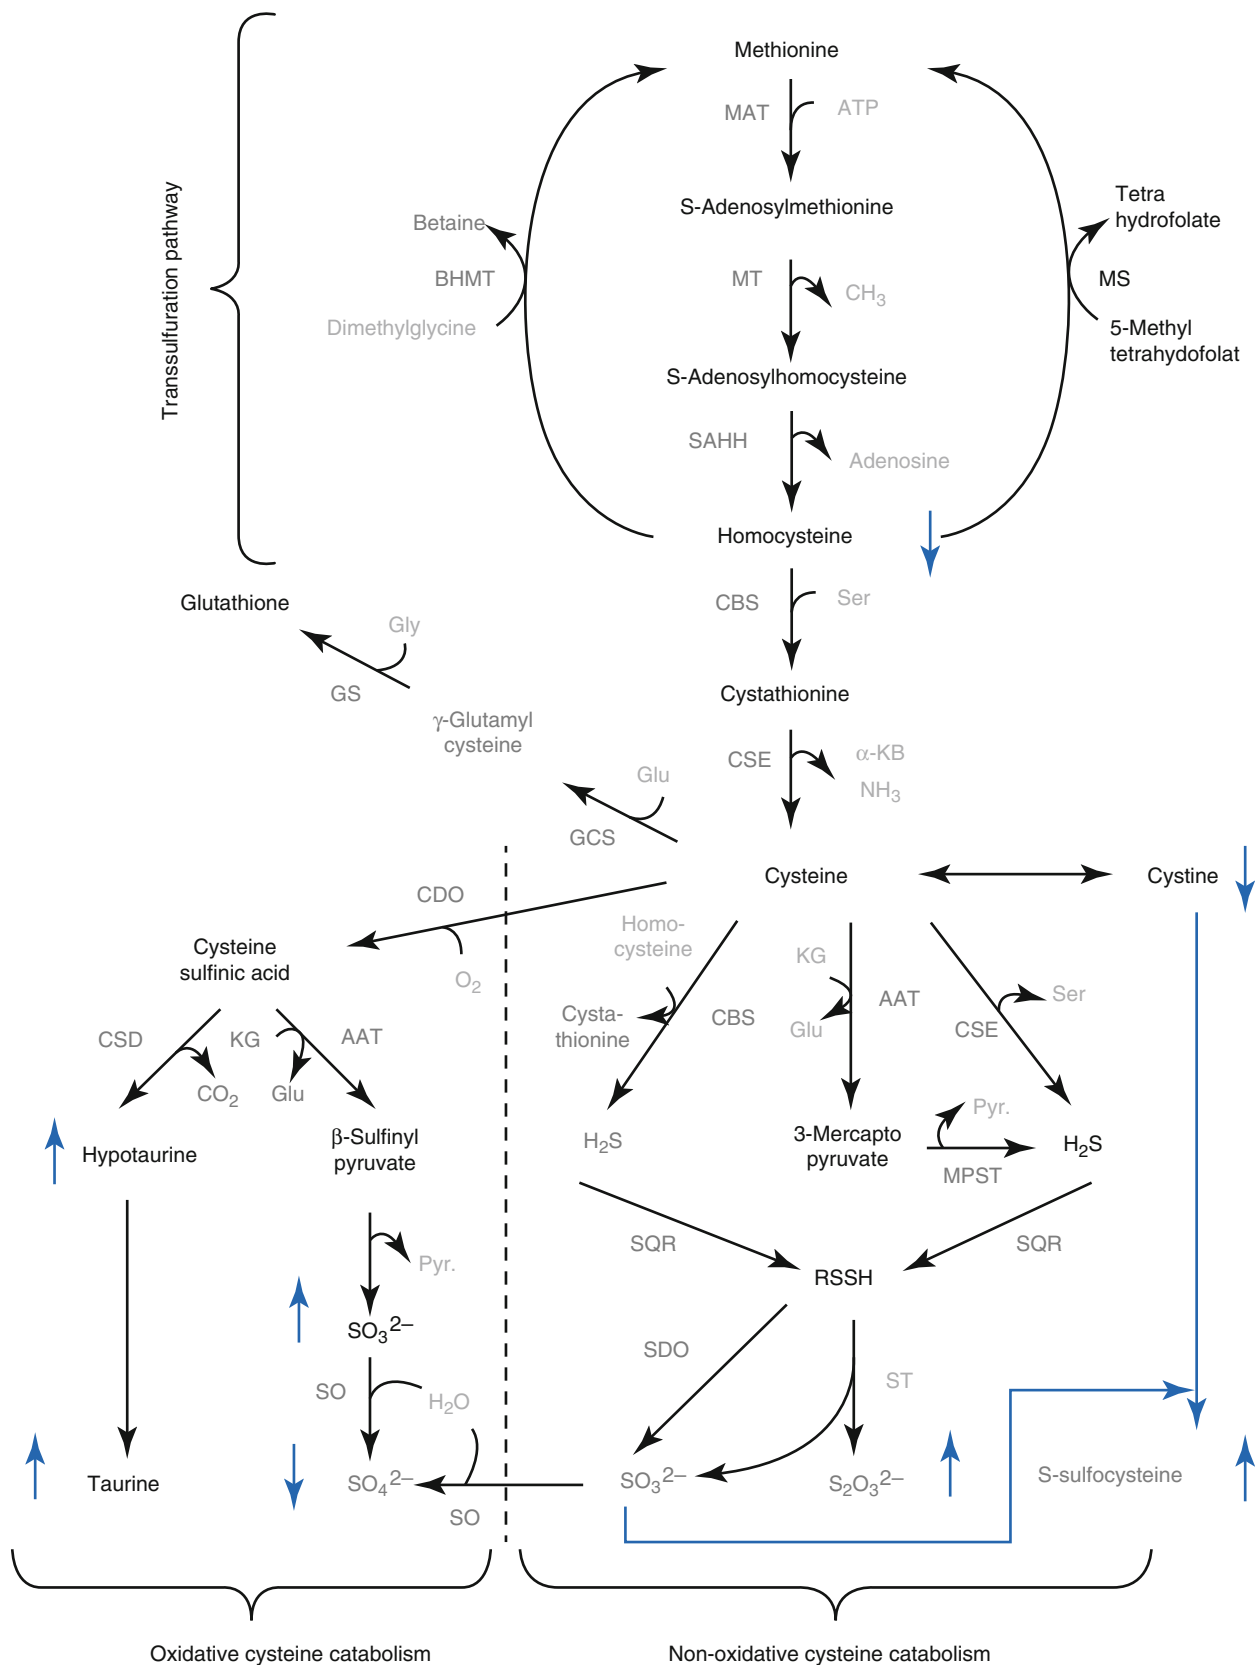 Methionine
MAT
ATP
Transsulfuration pathway
S-Adenosylmethionine
Betaine
BHMT
Dimethylglycine
Tetra
hydrofolate
MS
5-Methyl
tetrahydofolat
MT
CH3
S-Adenosylhomocysteine
SAHH
Adenosine
Homocysteine
CBS
Ser
Glutathione
Gly
GS
Cystathionine
γ-Glutamyl
cysteine
CSE
α-KB
NH3
Glu
GCS
Cysteine
Cystine
CDO
O2
Cysteine
sulfinic acid
Homo-
cysteine
Cysta-
thionine
CBS
KG
Glu
AAT
Ser
CSE
CSD
CO2
KG
Glu
AAT
Hypotaurine
β-Sulfinyl
pyruvate
H2S
3-Mercapto
pyruvate
Pyr.
MPST
H2S
SQR
SQR
Pyr.
RSSH
SO3 2–
SDO
ST
SO
H2O
Taurine
SO4 2–
SO
SO3 2–
S2O3 2–
S-sulfocysteine
Oxidative cysteine catabolism
Non-oxidative cysteine catabolism